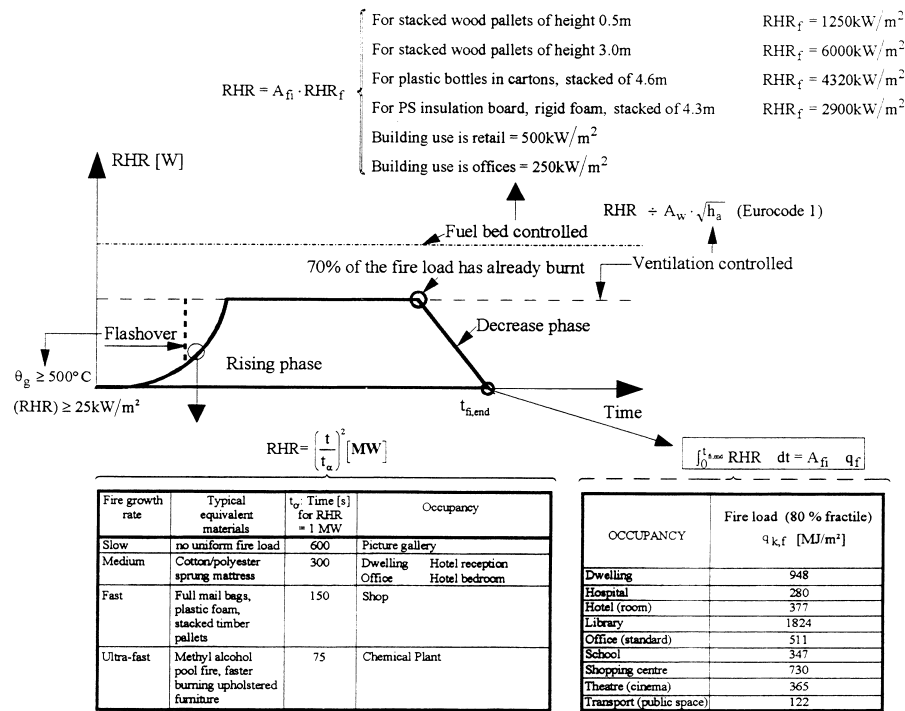 For stacked wood pallets of height 0.5m RHR_f = 1250kW/m²
For stacked wood pallets of height 3.0m RHR_f = 6000kW/m²
RHR = A_fi · RHR_f
For plastic bottles in cartons, stacked of 4.6m RHR_f = 4320kW/m²
For PS insulation board, rigid foam, stacked of 4.3m RHR_f = 2900kW/m²
Building use is retail = 500kW/m²
Building use is offices = 250kW/m²
RHR [W]
RHR ÷ A_w · √h_a (Eurocode 1)
Fuel bed controlled
70% of the fire load has already burnt
Ventilation controlled
Flashover
Decrease phase
Rising phase
θ_g ≥ 500°C
(RHR) ≥ 25kW/m²
t_fi,end
Time
RHR = (t/t_α)² [MW]
∫₀^t_fi,end RHR dt = A_fi q_f
Fire growth rate | Typical equivalent materials | t_α: Time [s] for RHR = 1 MW | Occupancy
Slow | no uniform fire load | 600 | Picture gallery
Medium | Cotton/polyester sprung mattress | 300 | Dwelling Hotel reception Office Hotel bedroom
Fast | Full mail bags, plastic foam, stacked timber pallets | 150 | Shop
Ultra-fast | Methyl alcohol pool fire, faster burning upholstered furniture | 75 | Chemical Plant
OCCUPANCY | Fire load (80 % fractile) q_k,f [MJ/m²]
Dwelling | 948
Hospital | 280
Hotel (room) | 377
Library | 1824
Office (standard) | 511
School | 347
Shopping centre | 730
Theatre (cinema) | 365
Transport (public space) | 122